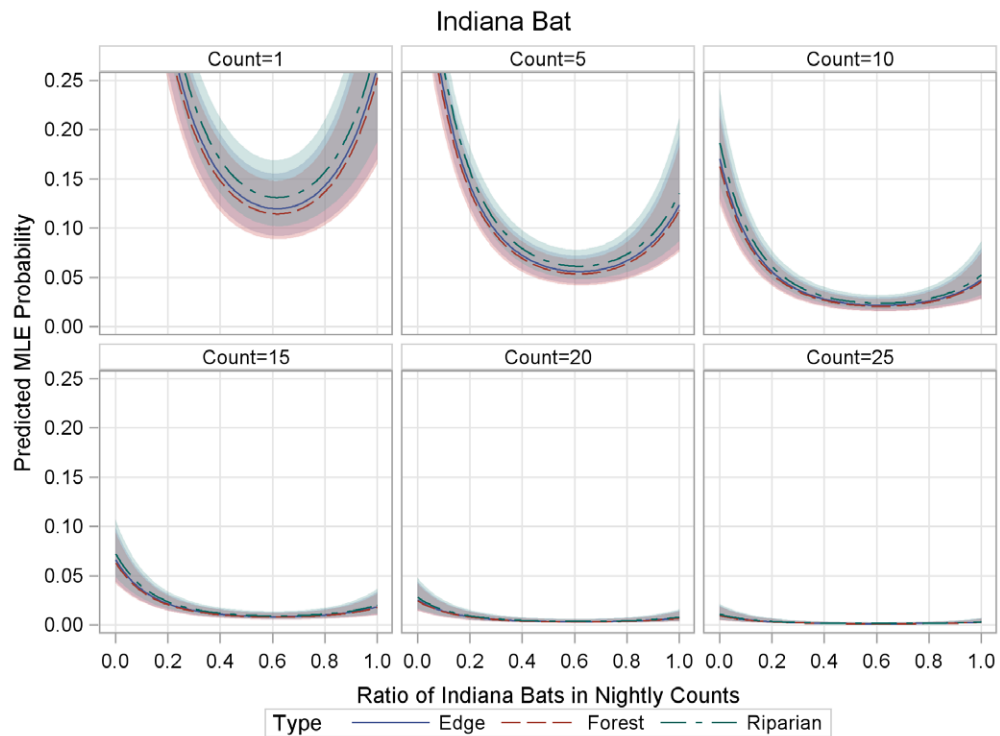 Indiana Bat
Count=1 Count=5 Count=10
0.25
0.20
0.15
0.10
0.05
0.00
Count=15 Count=20 Count=25
0.25
0.20
0.15
0.10
0.05
0.00
Predicted MLE Probability
0.0 0.2 0.4 0.6 0.8 1.0 0.0 0.2 0.4 0.6 0.8 1.0 0.0 0.2 0.4 0.6 0.8 1.0
Ratio of Indiana Bats in Nightly Counts
Type Edge Forest Riparian